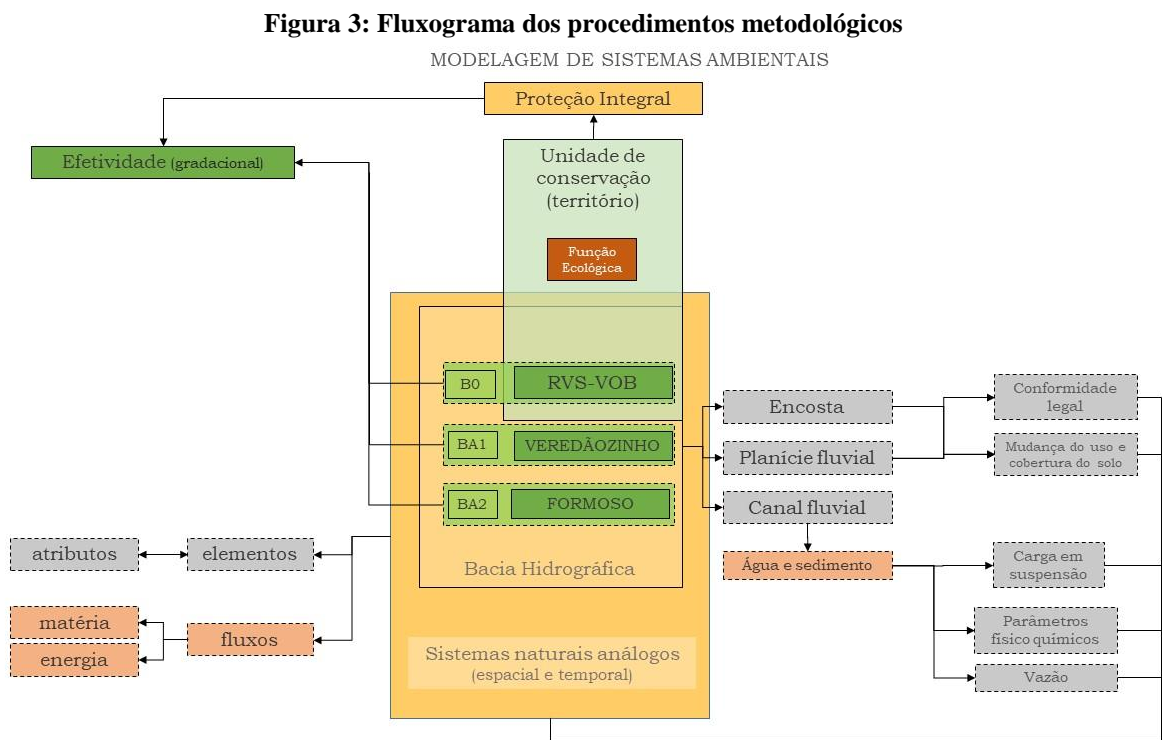 Figura 3: Fluxograma dos procedimentos metodológicos
MODELAGEM DE SISTEMAS AMBIENTAIS
Proteção Integral
Efetividade (gradacional)
Unidade de
conservação
(território)
Função
Ecológica
B0
RVS-VOB
BA1
VEREDÃOZINHO
BA2
FORMOSO
Bacia Hidrográfica
Sistemas naturais análogos
(espacial e temporal)
atributos
elementos
matéria
energia
fluxos
Encosta
Planície fluvial
Canal fluvial
Água e sedimento
Conformidade
legal
Mudança do uso e
cobertura do solo
Carga em
suspensão
Parâmetros
físico químicos
Vazão